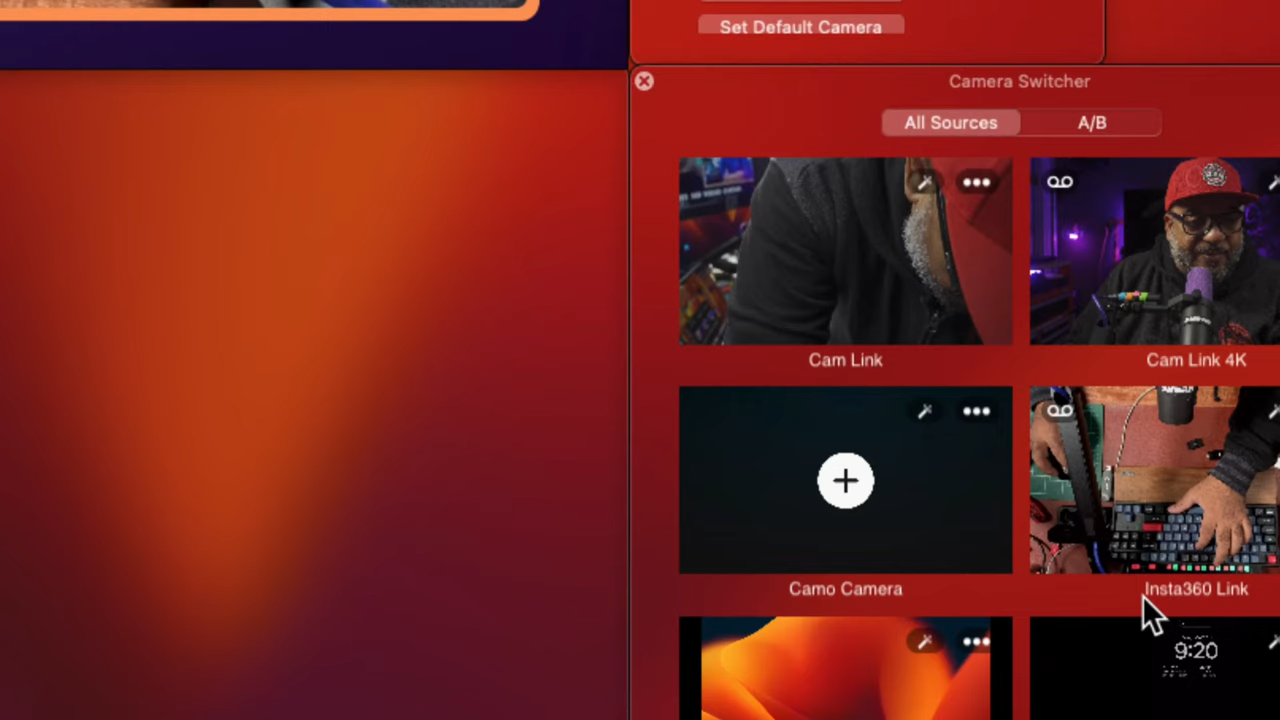 Set Default Camera
Camera Switcher
All Sources
A/B
Cam Link
Cam Link 4K
Camo Camera
Insta360 Link
9:20